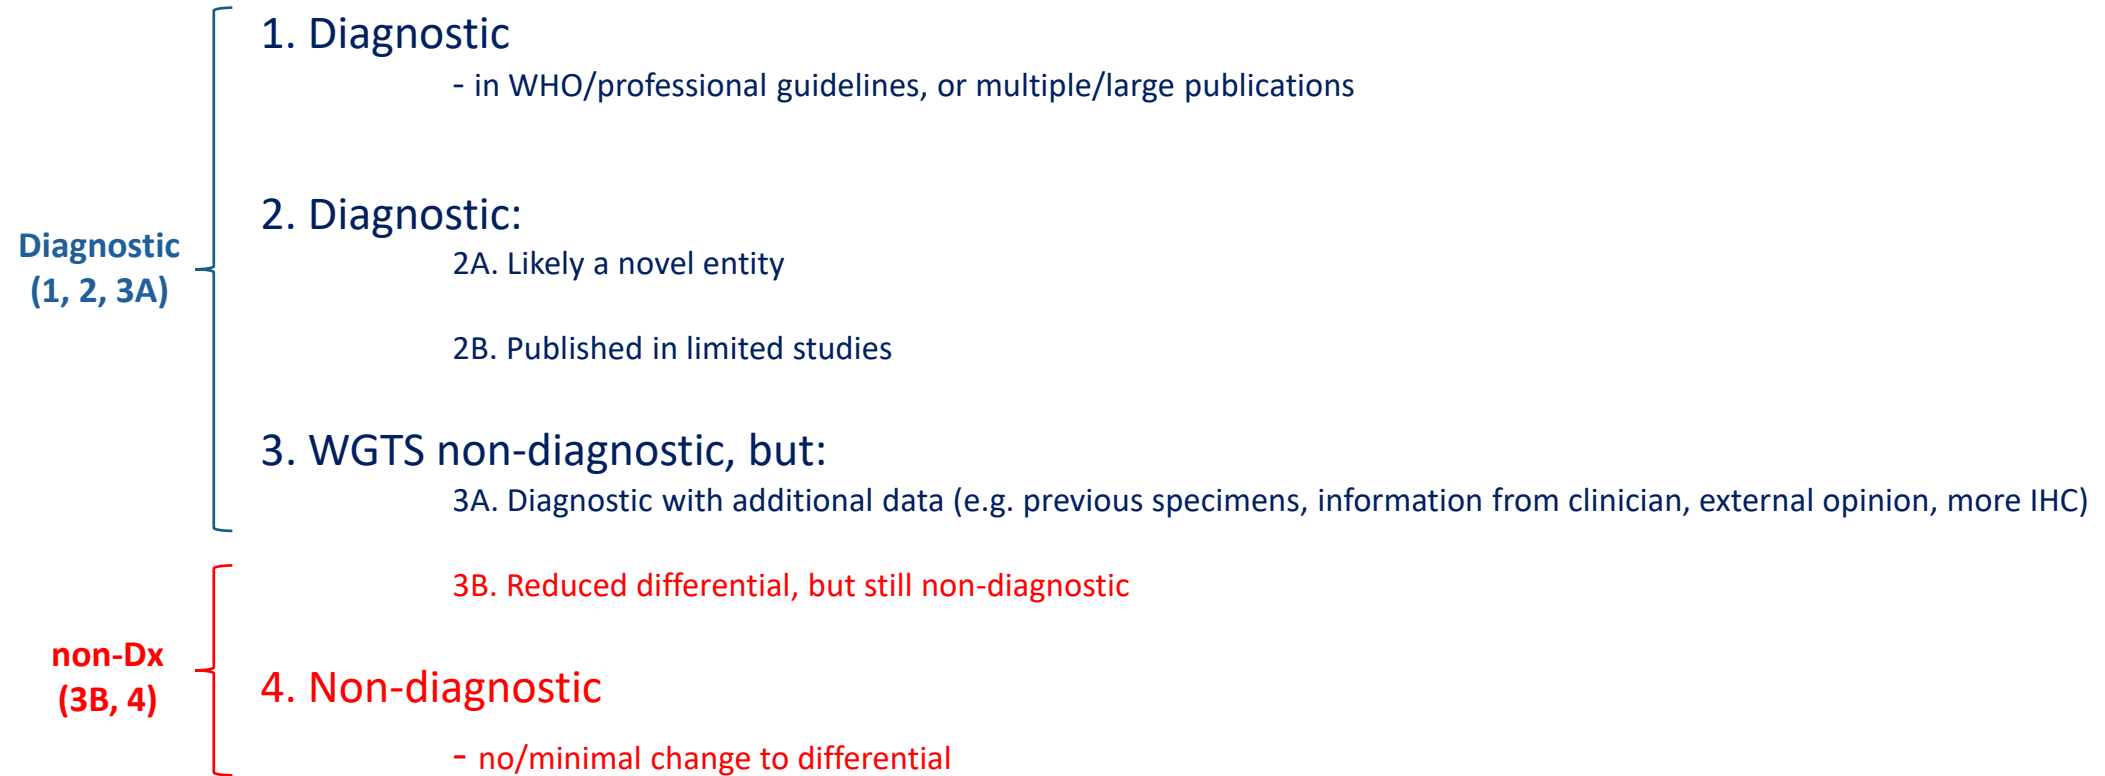 1. Diagnostic
- in WHO/professional guidelines, or multiple/large publications
2. Diagnostic:
2A. Likely a novel entity
2B. Published in limited studies
Diagnostic
(1, 2, 3A)
3. WGTS non-diagnostic, but:
3A. Diagnostic with additional data (e.g. previous specimens, information from clinician, external opinion, more IHC)
3B. Reduced differential, but still non-diagnostic
non-Dx
(3B, 4)
4. Non-diagnostic
- no/minimal change to differential